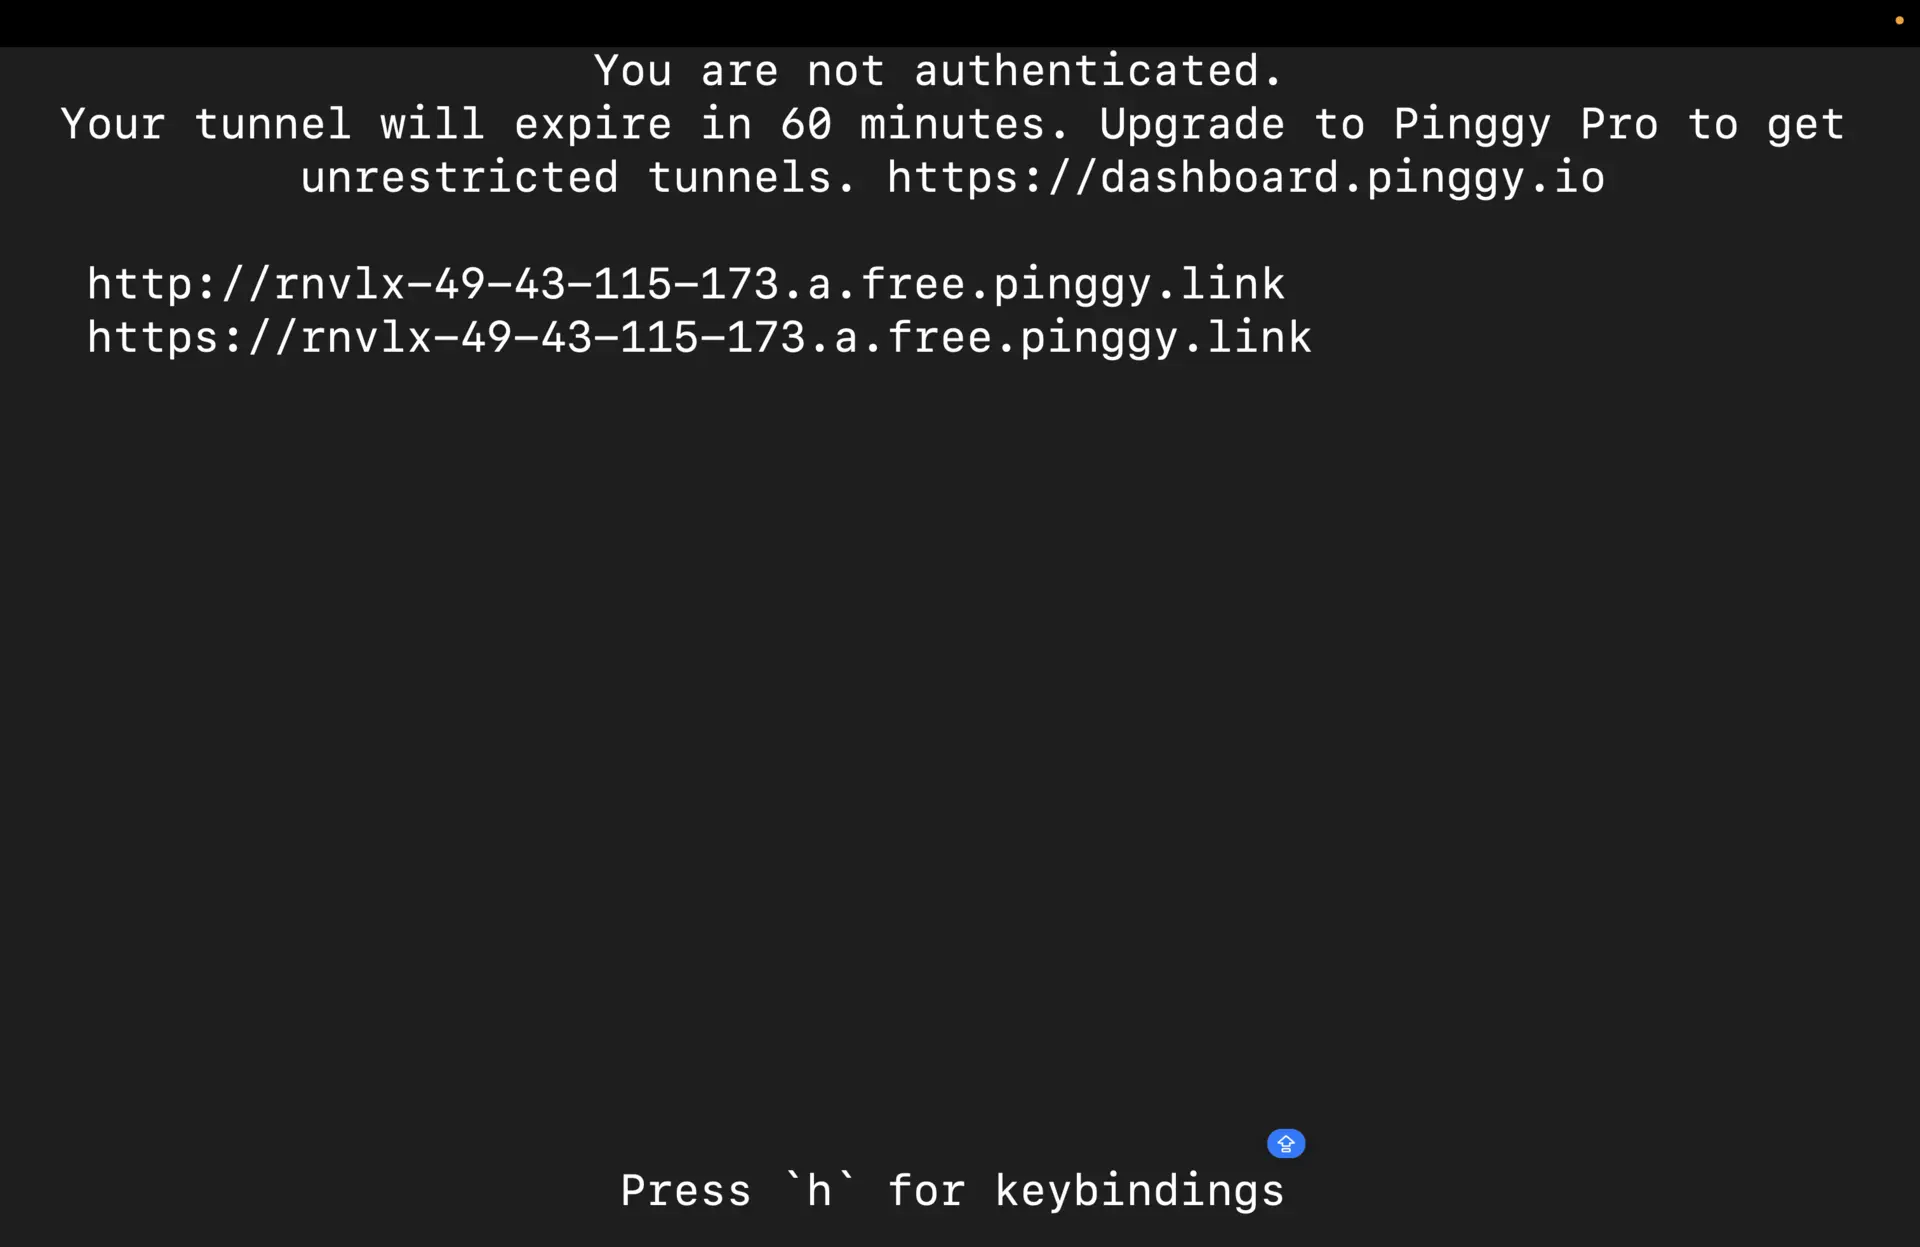 You are not authenticated.
Your tunnel will expire in 60 minutes. Upgrade to Pinggy Pro to get
unrestricted tunnels. https://dashboard.pinggy.io
http://rnvlx-49-43-115-173.a.free.pinggy.link
https://rnvlx-49-43-115-173.a.free.pinggy.link
Press `h` for keybindings